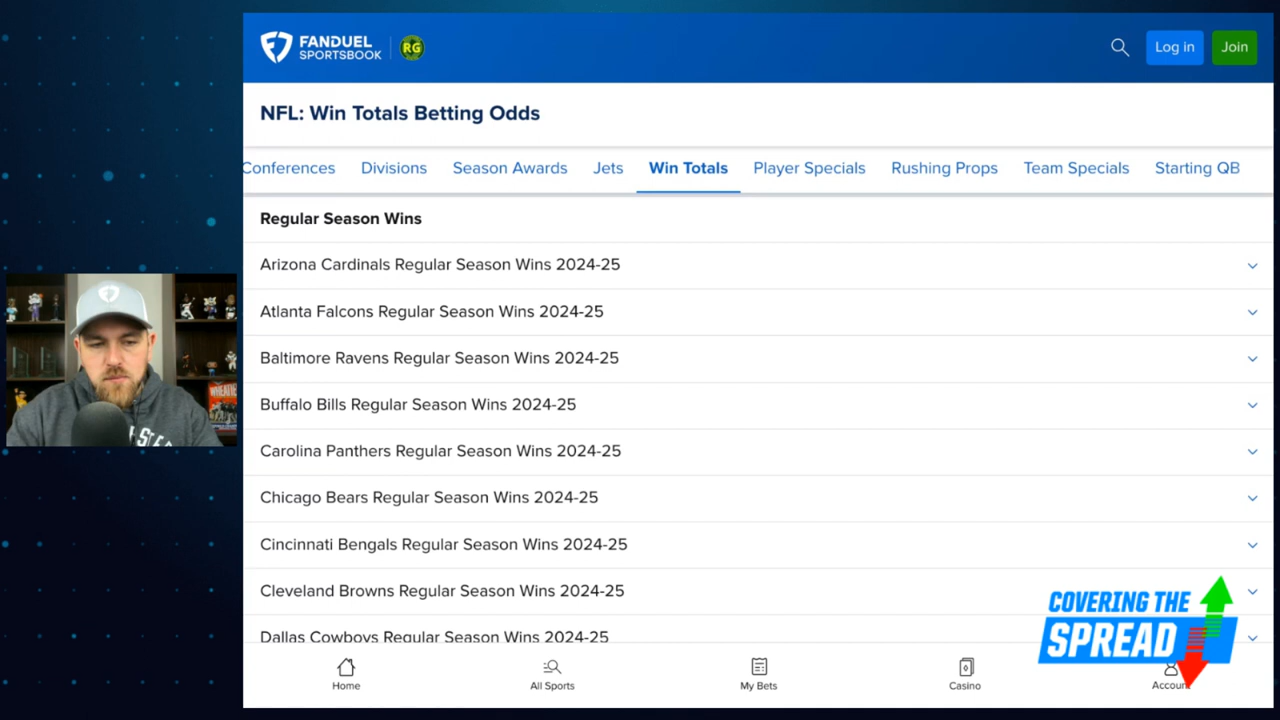 FANDUEL
SPORTSBOOK
RG
Log in
Join
NFL: Win Totals Betting Odds
Conferences Divisions Season Awards Jets Win Totals Player Specials Rushing Props Team Specials Starting QB
Regular Season Wins
Arizona Cardinals Regular Season Wins 2024-25
Atlanta Falcons Regular Season Wins 2024-25
Baltimore Ravens Regular Season Wins 2024-25
Buffalo Bills Regular Season Wins 2024-25
Carolina Panthers Regular Season Wins 2024-25
Chicago Bears Regular Season Wins 2024-25
Cincinnati Bengals Regular Season Wins 2024-25
Cleveland Browns Regular Season Wins 2024-25
Dallas Cowboys Regular Season Wins 2024-25
Home
All Sports
My Bets
Casino
Account
COVERING THE
SPREAD
WHEATIES